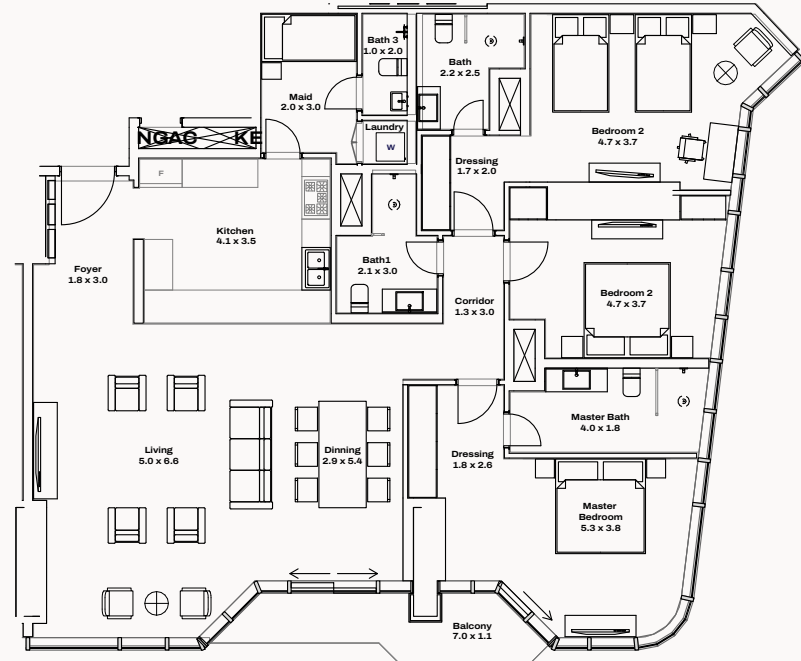 Bath 3
1.0 x 2.0
Bath
2.2 x 2.5
Maid
2.0 x 3.0
NGAC KE
Laundry
W
Bedroom 2
4.7 x 3.7
Dressing
1.7 x 2.0
F
Kitchen
4.1 x 3.5
Foyer
1.8 x 3.0
Bath1
2.1 x 3.0
Corridor
1.3 x 3.0
Bedroom 2
4.7 x 3.7
Master Bath
4.0 x 1.8
Living
5.0 x 6.6
Dinning
2.9 x 5.4
Dressing
1.8 x 2.6
Master
Bedroom
5.3 x 3.8
Balcony
7.0 x 1.1